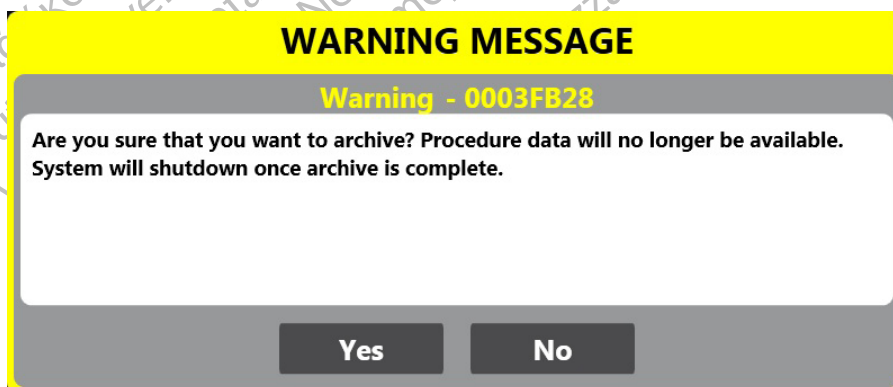 WARNING MESSAGE
Warning - 0003FB28
Are you sure that you want to archive? Procedure data will no longer be available.
System will shutdown once archive is complete.
Yes
No